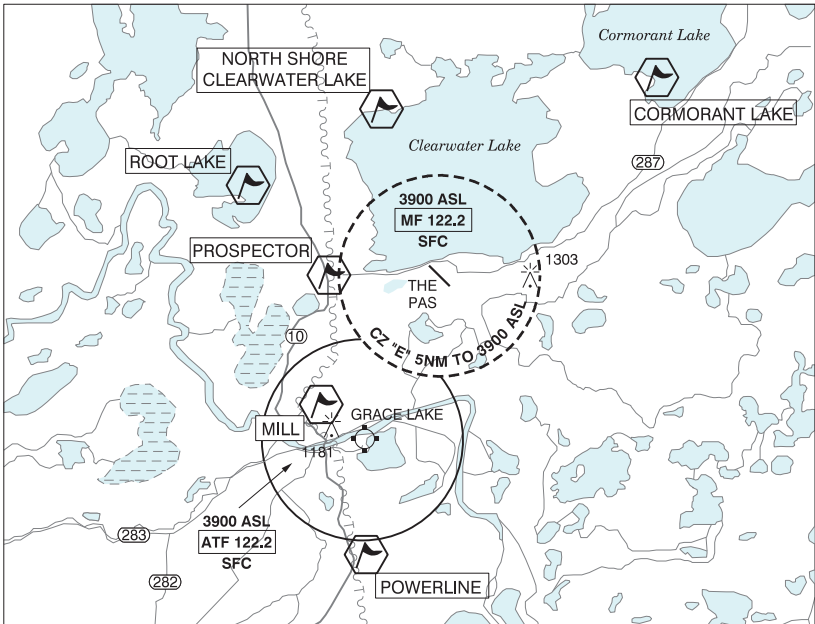 Cormorant Lake
NORTH SHORE
CLEARWATER LAKE
CORMORANT LAKE
Clearwater Lake
ROOT LAKE
287
3900 ASL
MF 122.2
SFC
PROSPECTOR
1303
THE
PAS
CZ "E" 5NM TO 3900 ASL
10
GRACE LAKE
MILL
1181
3900 ASL
ATF 122.2
SFC
283
282
POWERLINE